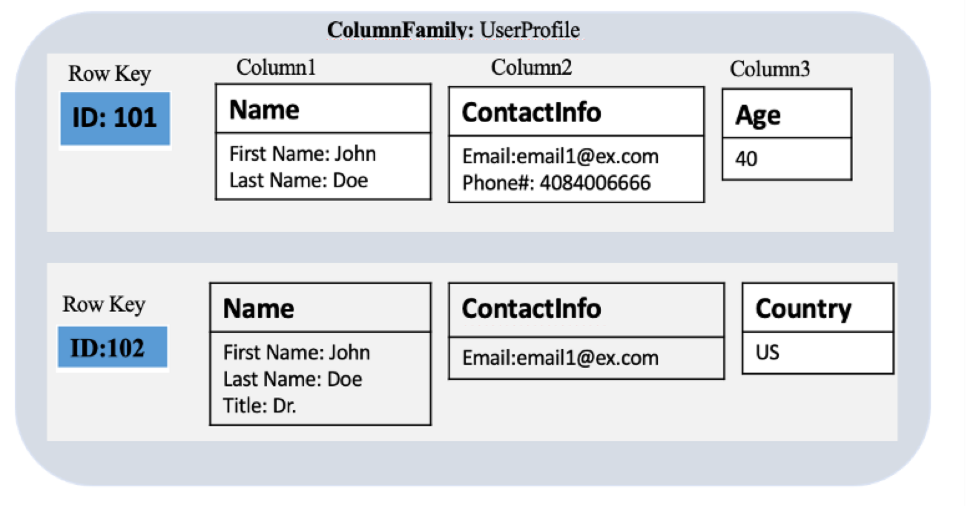 ColumnFamily: UserProfile
Row Key
Column1
Column2
Column3
ID: 101
Name
ContactInfo
Age
First Name: John
Last Name: Doe
Email:email1@ex.com
Phone#: 4084006666
40
Row Key
ID:102
Name
ContactInfo
Country
First Name: John
Last Name: Doe
Title: Dr.
Email:email1@ex.com
US